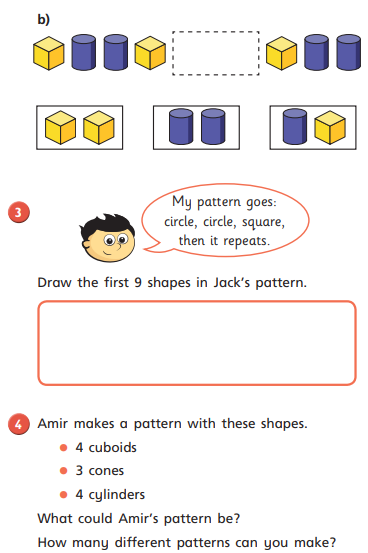 b)
3
My pattern goes:
circle, circle, square,
then it repeats.
Draw the first 9 shapes in Jack's pattern.
4
Amir makes a pattern with these shapes.
• 4 cuboids
• 3 cones
• 4 cylinders
What could Amir's pattern be?
How many different patterns can you make?